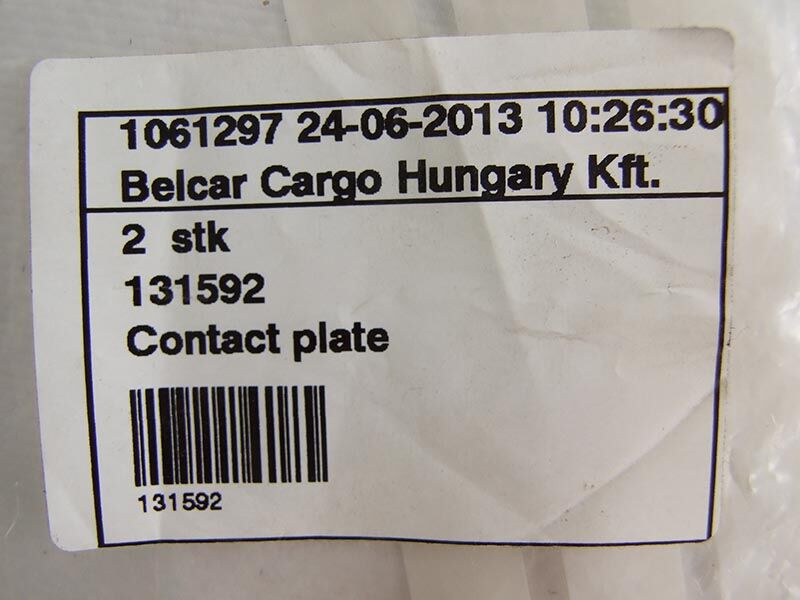 1061297 24-06-2013 10:26:30
Belcar Cargo Hungary Kft.
2 stk
131592
Contact plate
131592